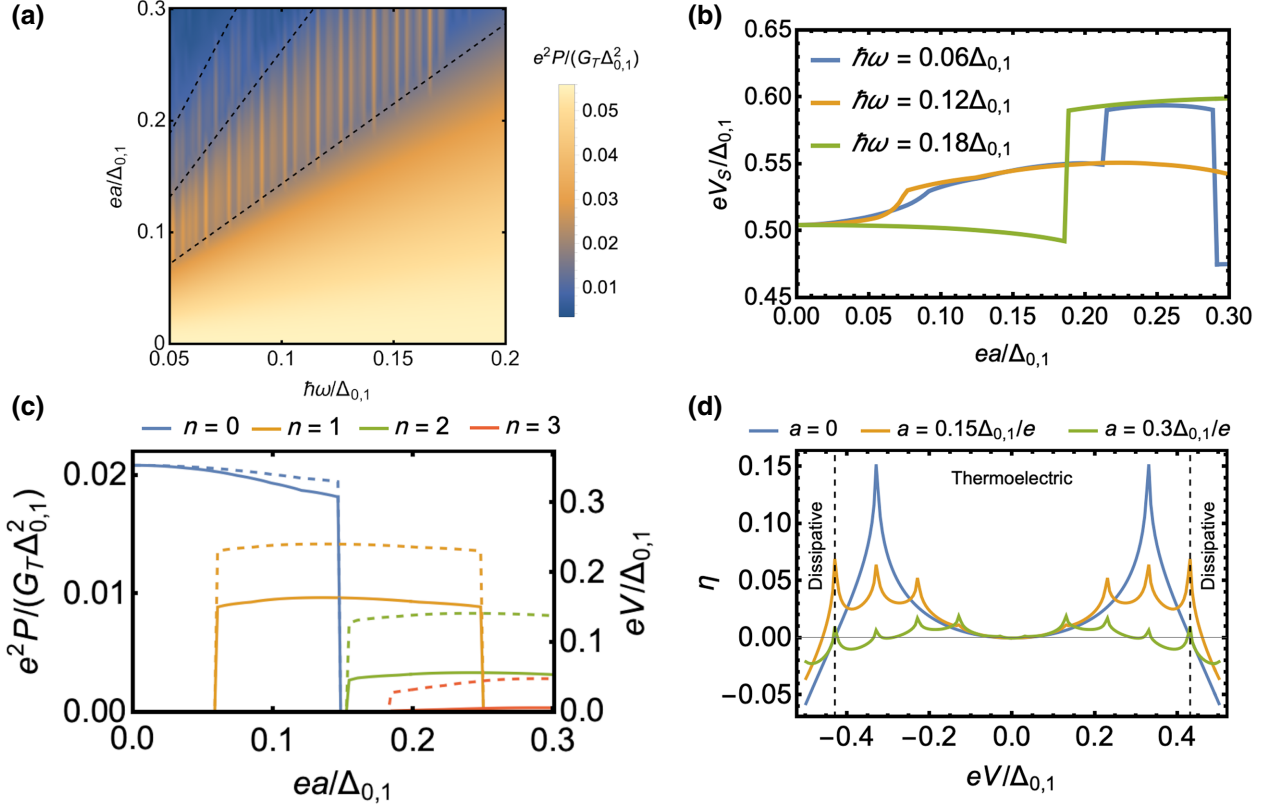 (a)
0.3
0.2
0.1
0
ea/Δ0,1
0.05
0.1
0.15
0.2
ℏω/Δ0,1
e²P/(G_TΔ²0,1)
0.05
0.04
0.03
0.02
0.01
(b)
0.65
0.60
0.55
0.50
0.45
eV_S/Δ0,1
ℏω = 0.06Δ0,1
ℏω = 0.12Δ0,1
ℏω = 0.18Δ0,1
0.00 0.05 0.10 0.15 0.20 0.25 0.30
ea/Δ0,1
(c)
n = 0 n = 1 n = 2 n = 3
0.02
0.01
0.00
e²P/(G_TΔ²0,1)
0.3
0.2
0.1
0.0
eV/Δ0,1
0.0 0.1 0.2 0.3
ea/Δ0,1
(d)
a = 0 a = 0.15Δ0,1/e a = 0.3Δ0,1/e
0.15
0.10
0.05
0.00
−0.05
η
Dissipative
Thermoelectric
Dissipative
−0.4 −0.2 0.0 0.2 0.4
eV/Δ0,1